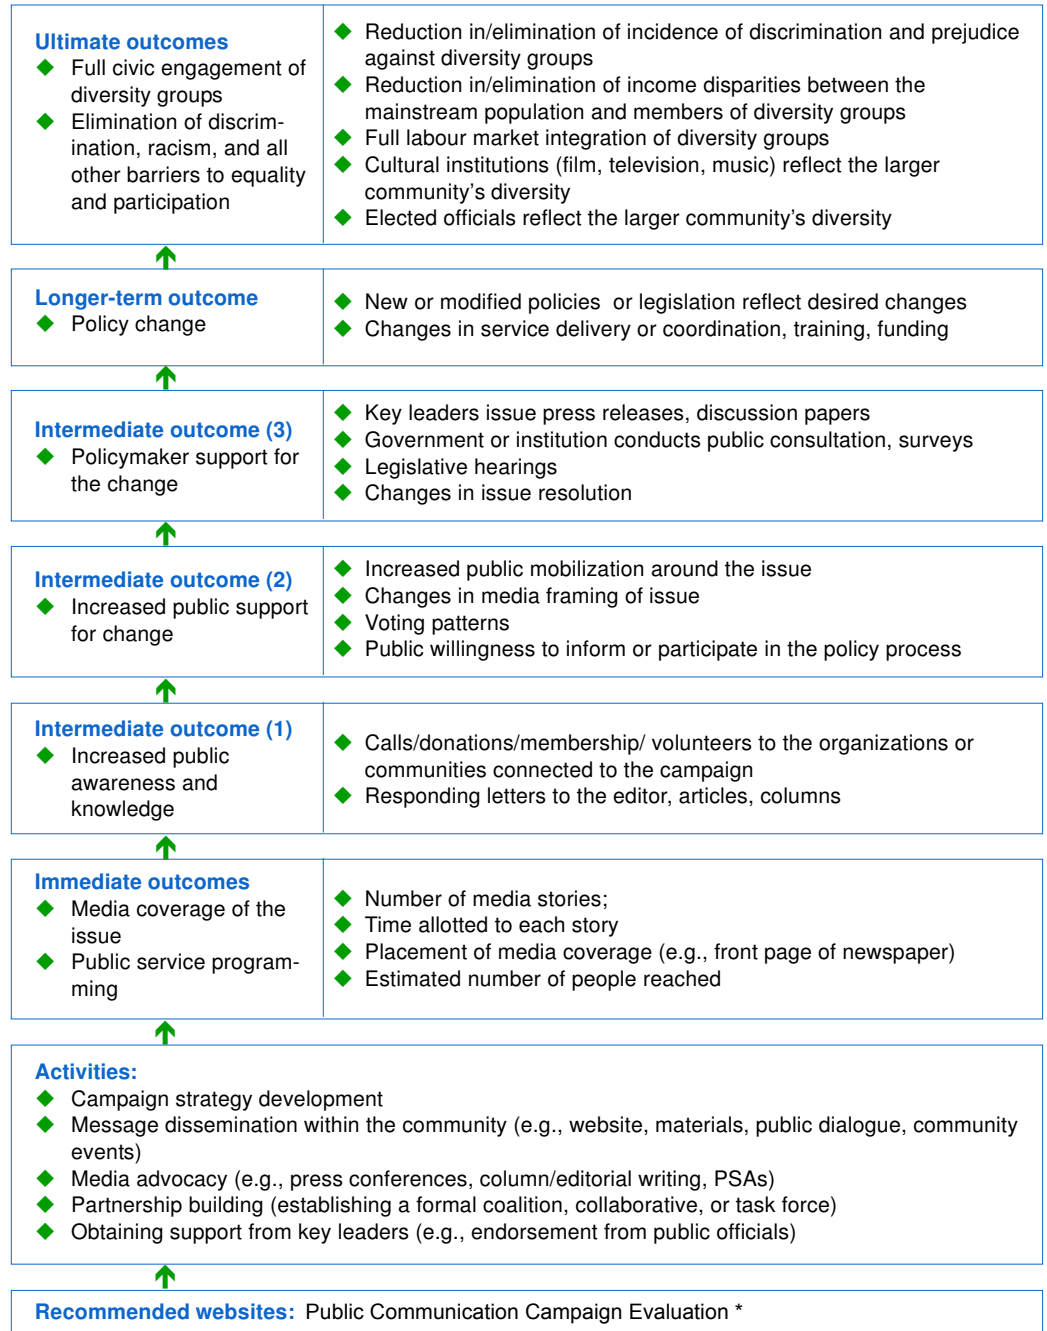 Ultimate outcomes
Full civic engagement of
diversity groups
Elimination of discrim-
ination, racism, and all
other barriers to equality
and participation
Reduction in/elimination of incidence of discrimination and prejudice
against diversity groups
Reduction in/elimination of income disparities between the
mainstream population and members of diversity groups
Full labour market integration of diversity groups
Cultural institutions (film, television, music) reflect the larger
community's diversity
Elected officials reflect the larger community's diversity
Longer-term outcome
Policy change
New or modified policies or legislation reflect desired changes
Changes in service delivery or coordination, training, funding
Intermediate outcome (3)
Policymaker support for
the change
Key leaders issue press releases, discussion papers
Government or institution conducts public consultation, surveys
Legislative hearings
Changes in issue resolution
Intermediate outcome (2)
Increased public support
for change
Increased public mobilization around the issue
Changes in media framing of issue
Voting patterns
Public willingness to inform or participate in the policy process
Intermediate outcome (1)
Increased public
awareness and
knowledge
Calls/donations/membership/ volunteers to the organizations or
communities connected to the campaign
Responding letters to the editor, articles, columns
Immediate outcomes
Media coverage of the
issue
Public service program-
ming
Number of media stories;
Time allotted to each story
Placement of media coverage (e.g., front page of newspaper)
Estimated number of people reached
Activities:
Campaign strategy development
Message dissemination within the community (e.g., website, materials, public dialogue, community
events)
Media advocacy (e.g., press conferences, column/editorial writing, PSAs)
Partnership building (establishing a formal coalition, collaborative, or task force)
Obtaining support from key leaders (e.g., endorsement from public officials)
Recommended websites: Public Communication Campaign Evaluation *